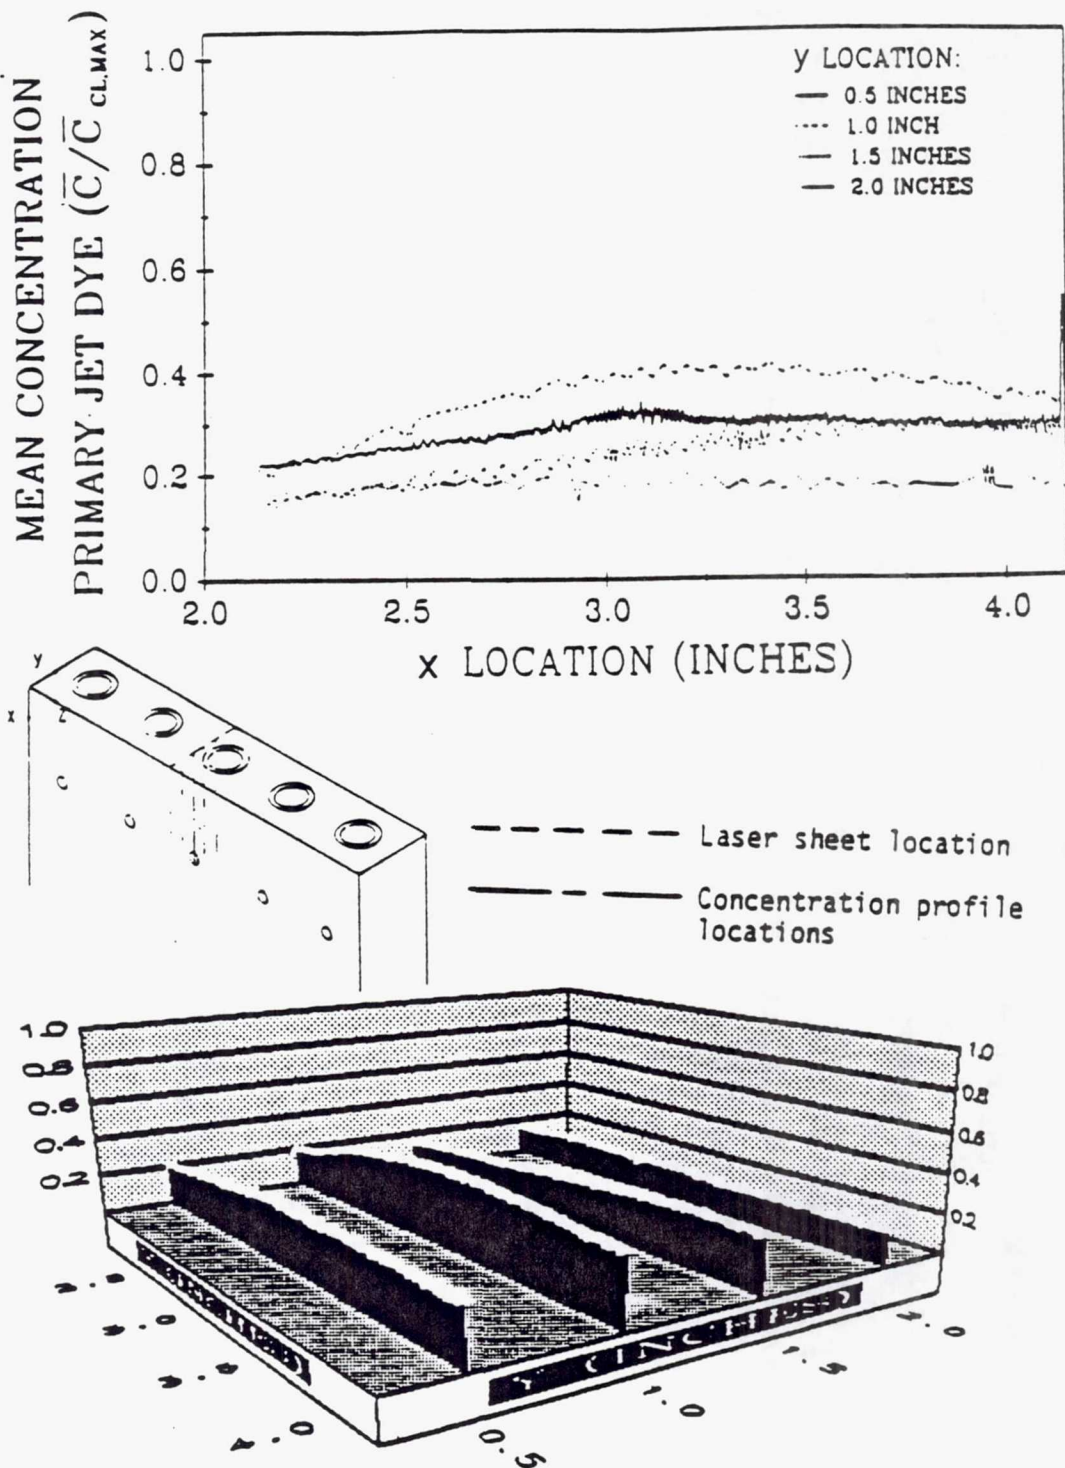 MEAN CONCENTRATION
PRIMARY JET DYE (C̅/C̅ CL,MAX)
1.0
0.8
0.6
0.4
0.2
0.0
y LOCATION:
0.5 INCHES
1.0 INCH
1.5 INCHES
2.0 INCHES
2.0
2.5
3.0
3.5
4.0
x LOCATION (INCHES)
y
x
z
Laser sheet location
Concentration profile
locations
1.0
0.8
0.6
0.4
0.2
1.0
0.8
0.6
0.4
0.2
4.0
0.5
1.0
1.5
2.0
Y (INCHES)